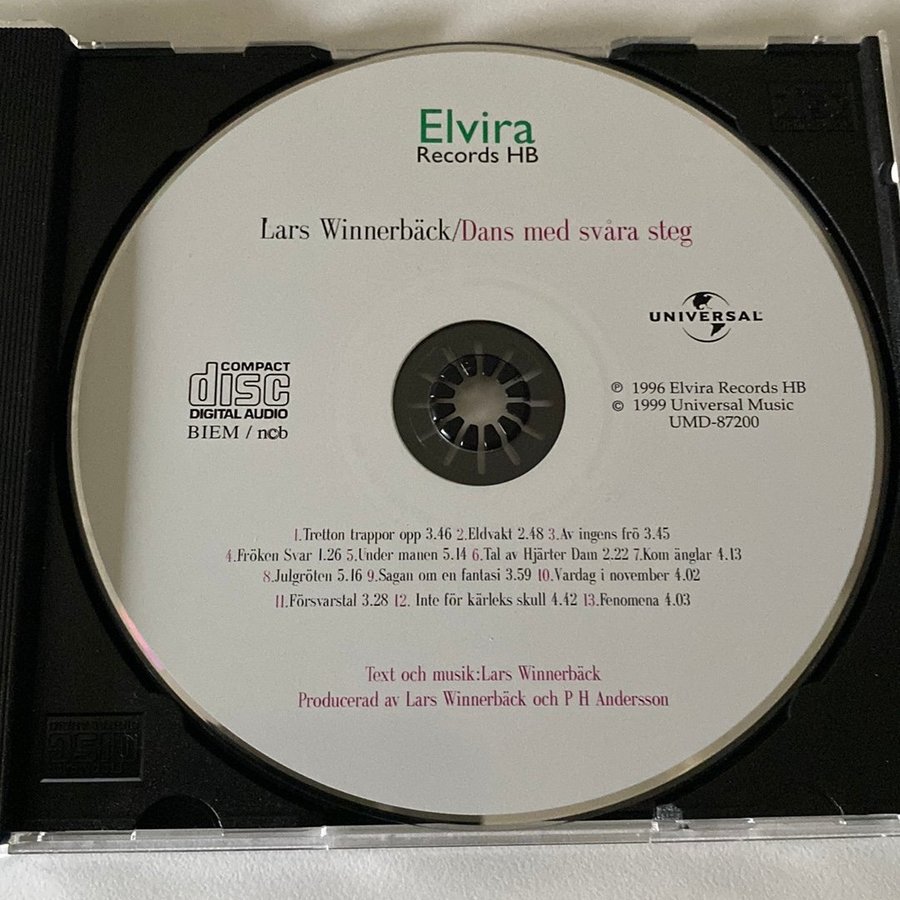 Elvira
Records HB
Lars Winnerbäck/Dans med svåra steg
UNIVERSAL
COMPACT
disc
DIGITAL AUDIO
BIEM / ncb
℗ 1996 Elvira Records HB
© 1999 Universal Music
UMD-87200
1.Tretton trappor opp 3.46 2.Eldvakt 2.48 3.Av ingens frö 3.45
4.Fröken Svar 1.26 5.Under månen 5.14 6.Tal av Hjärter Dam 2.22 7.Kom änglar 4.13
8.Julgröten 5.16 9.Sagan om en fantasi 3.59 10.Vardag i november 4.02
11.Försvarstal 3.28 12. Inte för kärleks skull 4.42 13.Fenomena 4.03
Text och musik:Lars Winnerbäck
Producerad av Lars Winnerbäck och P H Andersson